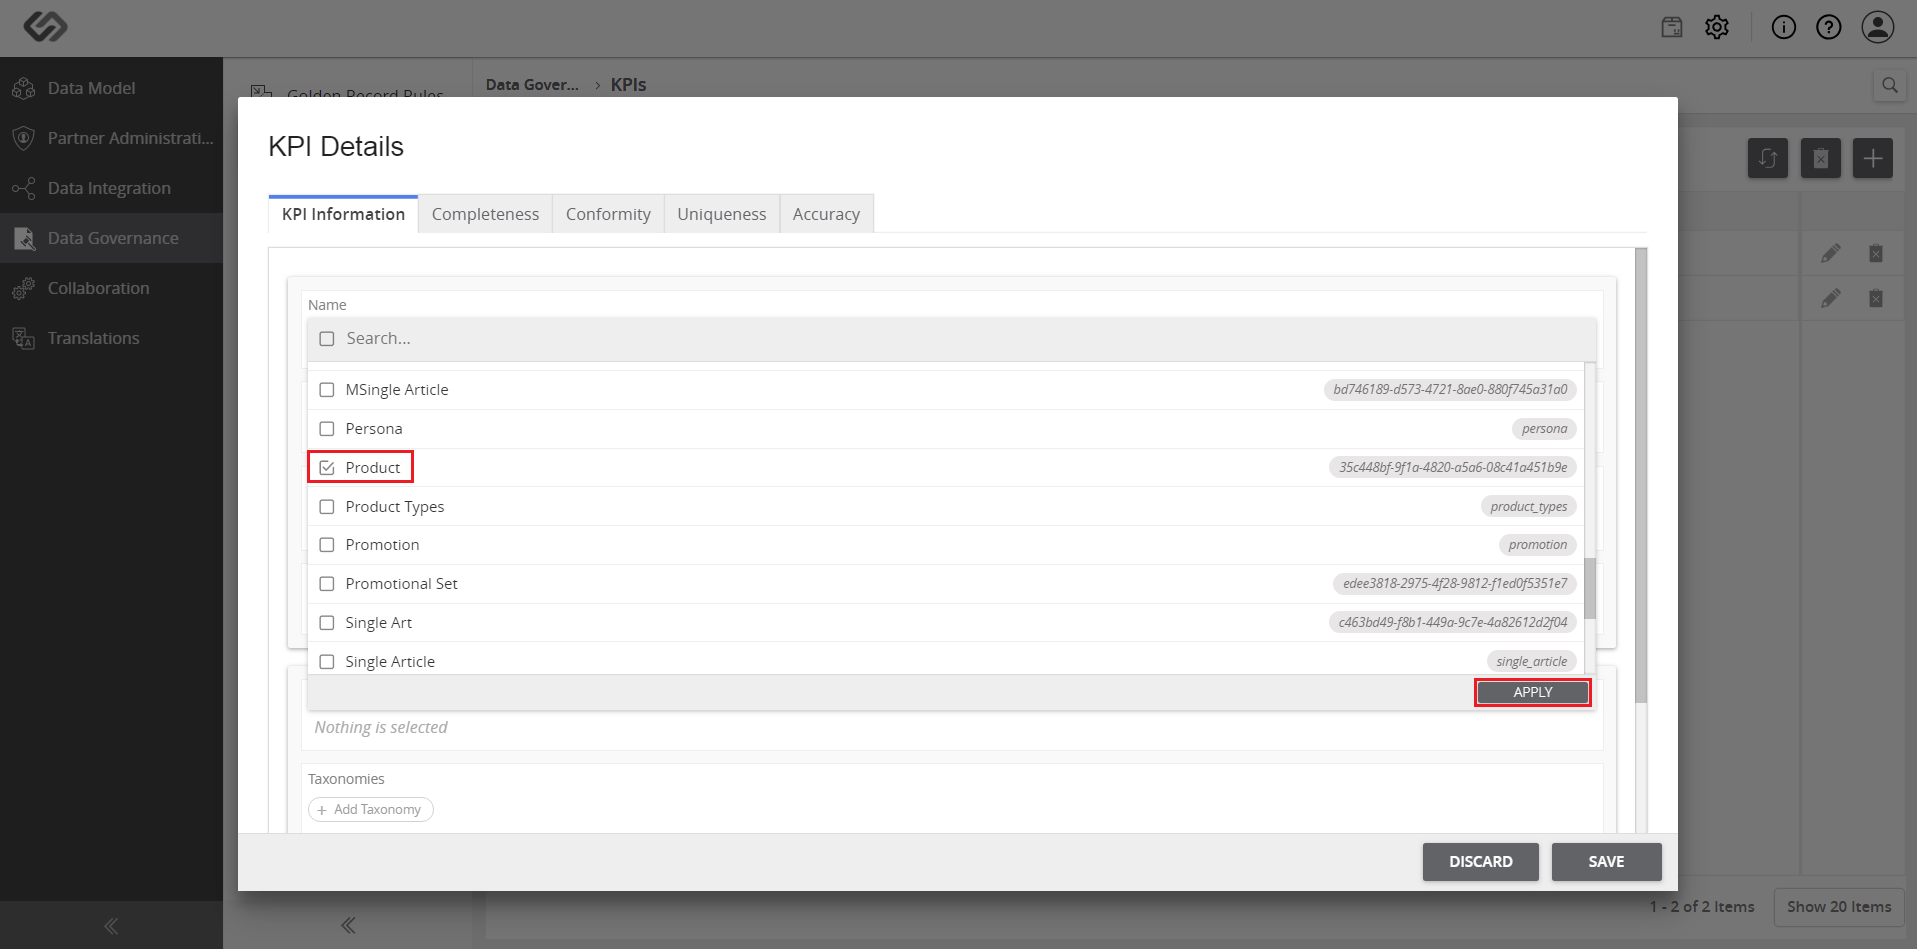 Data Model
Partner Administrati...
Data Integration
Data Governance
Collaboration
Translations
Golden Record Rules
Data Gover... › KPIs
KPI Details
KPI Information Completeness Conformity Uniqueness Accuracy
Name
Search...
MSingle Article bd746189-d573-4721-8ae0-880f745a31a0
Persona persona
Product 35c448bf-9f1a-4820-a5a6-08c41a451b9e
Product Types product_types
Promotion promotion
Promotional Set edee3818-2975-4f28-9812-f1ed0f5351e7
Single Art c463bd49-f8b1-449a-9c7e-4a82612d2f04
Single Article single_article
APPLY
Nothing is selected
Taxonomies
+ Add Taxonomy
DISCARD SAVE
1 - 2 of 2 Items Show 20 Items